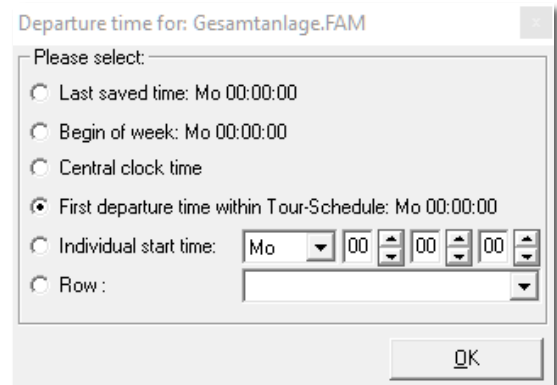 Departure time for: Gesamtanlage.FAM
Please select:
Last saved time: Mo 00:00:00
Begin of week: Mo 00:00:00
Central clock time
First departure time within Tour-Schedule: Mo 00:00:00
Individual start time: Mo 00 00 00
Row :
OK